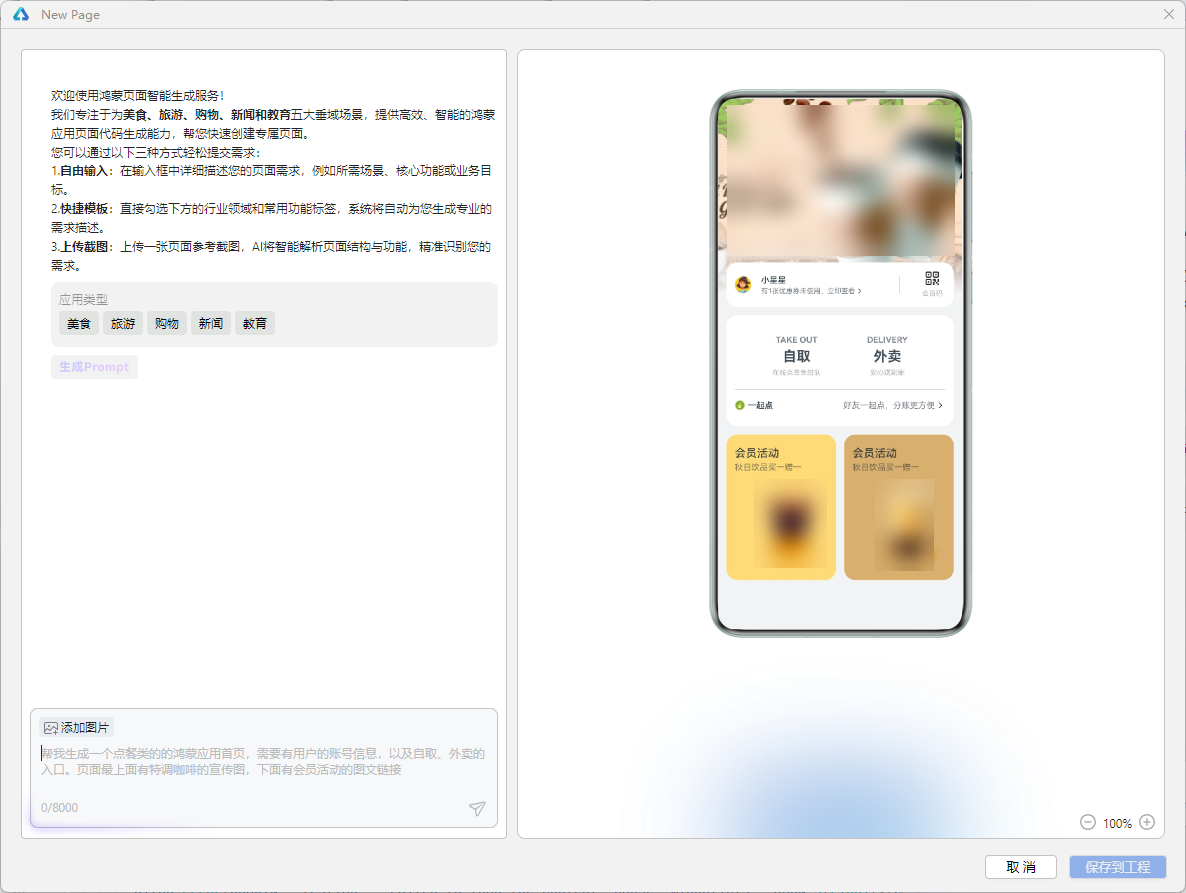 New Page
欢迎使用鸿蒙页面智能生成服务！
我们专注于为美食、旅游、购物、新闻和教育五大垂域场景，提供高效、智能的鸿蒙
应用页面代码生成能力，帮您快速创建专属页面。
您可以通过以下三种方式轻松提交需求：
1.自由输入：在输入框中详细描述您的页面需求，例如所需场景、核心功能或业务目
标。
2.快捷模板：直接勾选下方的行业领域和常用功能标签，系统将自动为您生成专业的
需求描述。
3.上传截图：上传一张页面参考截图，AI将智能解析页面结构与功能，精准识别您的
需求。
应用类型
美食 旅游 购物 新闻 教育
生成Prompt
添加图片
帮我生成一个点餐类的的鸿蒙应用首页，需要有用户的账号信息，以及自取、外卖的
入口。页面最上面有特调咖啡的宣传图，下面有会员活动的图文链接
0/8000
小星星
有1张优惠券未使用，立即查看 >
会员码
TAKE OUT
自取
在线点单免排队
DELIVERY
外卖
安心送到家
一起点
好友一起点，分账更方便 >
会员活动
秋日饮品买一赠一
会员活动
秋日饮品买一赠一
100%
取消
保存到工程